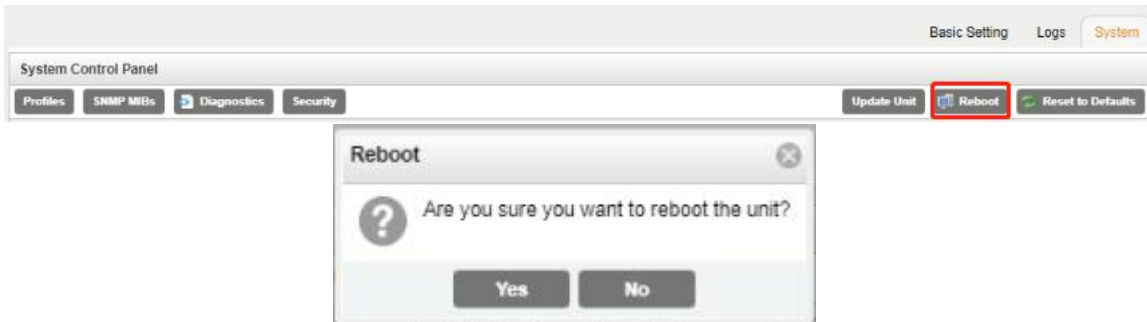 Basic Setting Logs System
System Control Panel
Profiles SNMP MIBs Diagnostics Security Update Unit Reboot Reset to Defaults
Reboot
Are you sure you want to reboot the unit?
Yes No